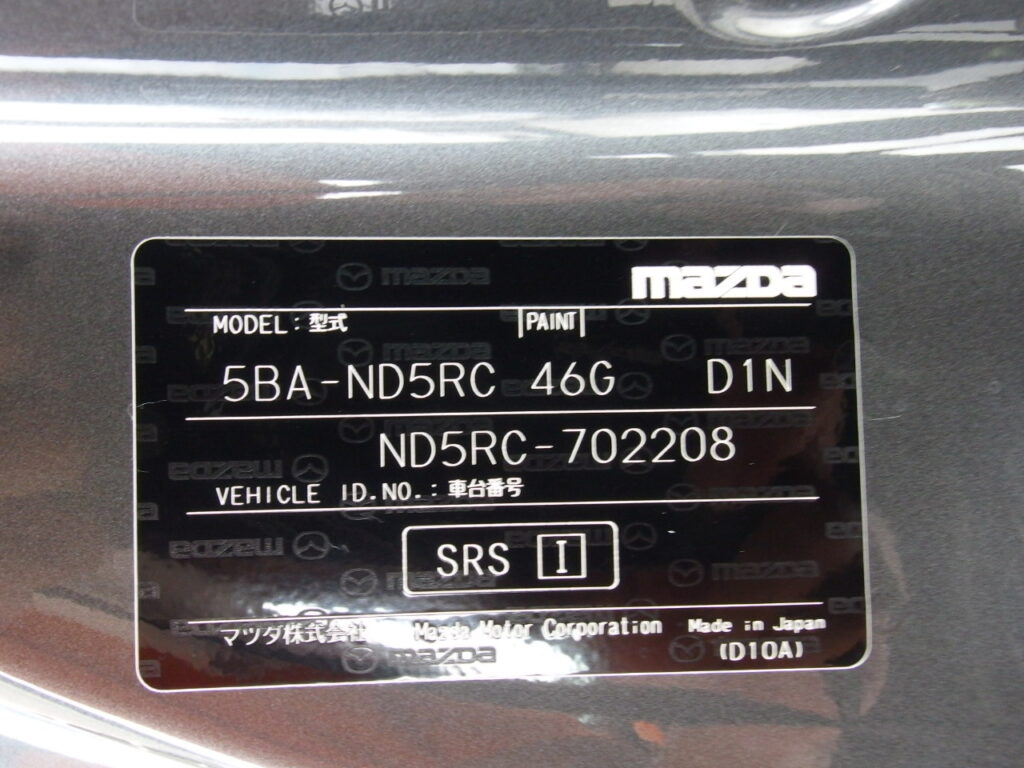 mazda
MODEL: 型式 PAINT
5BA-ND5RC 46G D1N
ND5RC-702208
VEHICLE ID.NO.: 車台番号
SRS I
マツダ株式会社 Mazda Motor Corporation Made in Japan
(D10A)